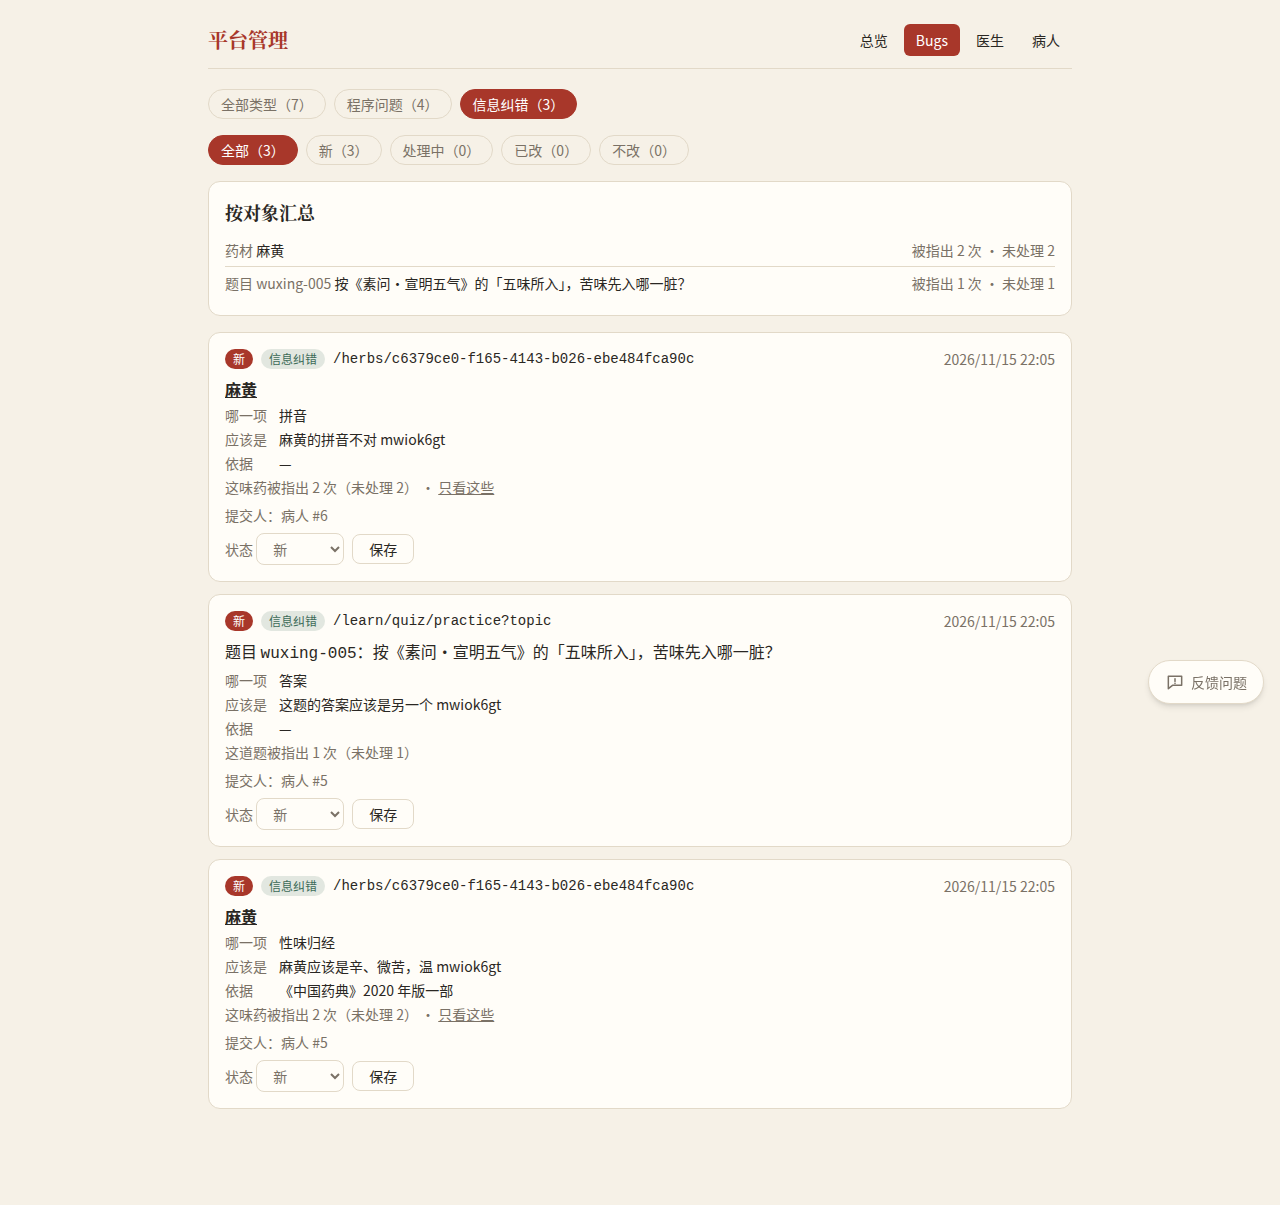 平台管理
总览 Bugs 医生 病人
全部类型（7） 程序问题（4） 信息纠错（3）
全部（3） 新（3） 处理中（0） 已改（0） 不改（0）
按对象汇总
药材 麻黄 被指出 2 次 · 未处理 2
题目 wuxing-005 按《素问·宣明五气》的「五味所入」，苦味先入哪一脏？ 被指出 1 次 · 未处理 1
新 信息纠错 /herbs/c6379ce0-f165-4143-b026-ebe484fca90c 2026/11/15 22:05
麻黄
哪一项 拼音
应该是 麻黄的拼音不对 mwiok6gt
依据 —
这味药被指出 2 次（未处理 2） · 只看这些
提交人：病人 #6
状态 新 保存
新 信息纠错 /learn/quiz/practice?topic 2026/11/15 22:05
题目 wuxing-005：按《素问·宣明五气》的「五味所入」，苦味先入哪一脏？
哪一项 答案
应该是 这题的答案应该是另一个 mwiok6gt
依据 —
这道题被指出 1 次（未处理 1）
提交人：病人 #5
状态 新 保存
反馈问题
新 信息纠错 /herbs/c6379ce0-f165-4143-b026-ebe484fca90c 2026/11/15 22:05
麻黄
哪一项 性味归经
应该是 麻黄应该是辛、微苦，温 mwiok6gt
依据 《中国药典》2020 年版一部
这味药被指出 2 次（未处理 2） · 只看这些
提交人：病人 #5
状态 新 保存